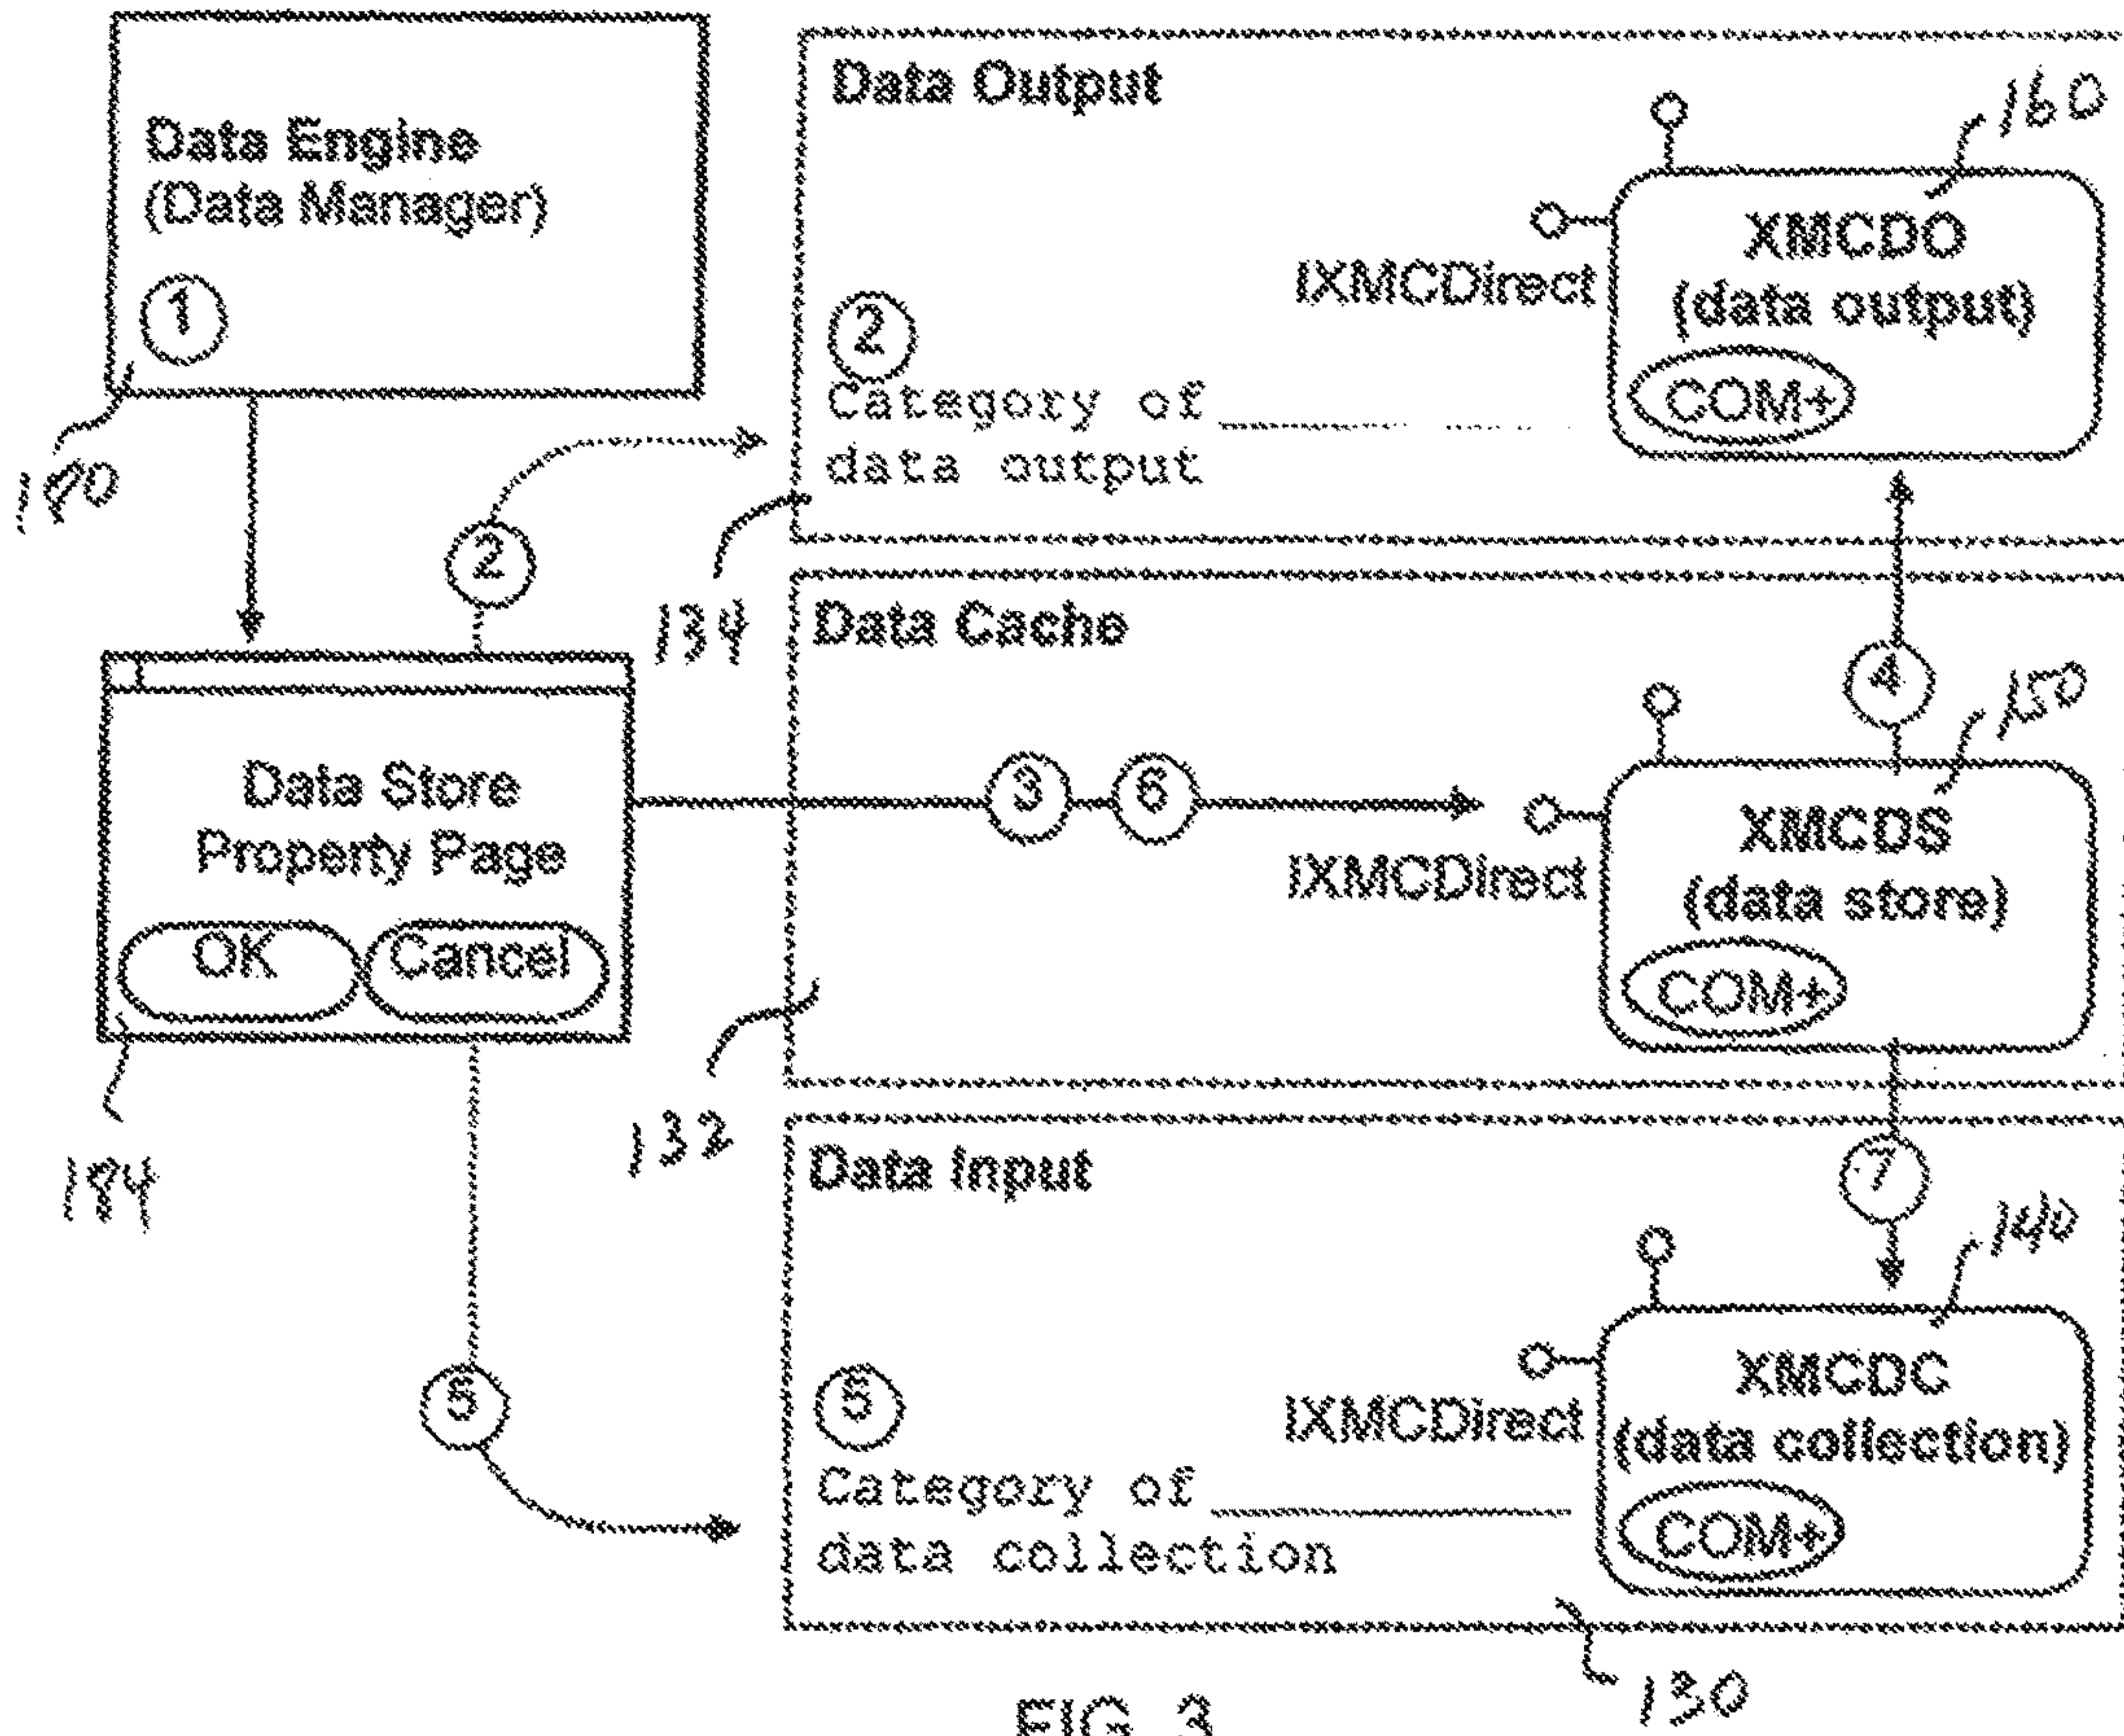 Data Engine
(Data Manager)
1
190
Data Output
160
XMCDO
(data output)
COM+
IXMCDirect
2
Category of
data output
2
134
Data Cache
4
150
3
6
IXMCDirect
XMCDS
(data store)
COM+
Data Store
Property Page
OK
Cancel
194
132
Data Input
7
140
5
5
Category of
data collection
IXMCDirect
XMCDC
(data collection)
COM+
130
FIG. 3